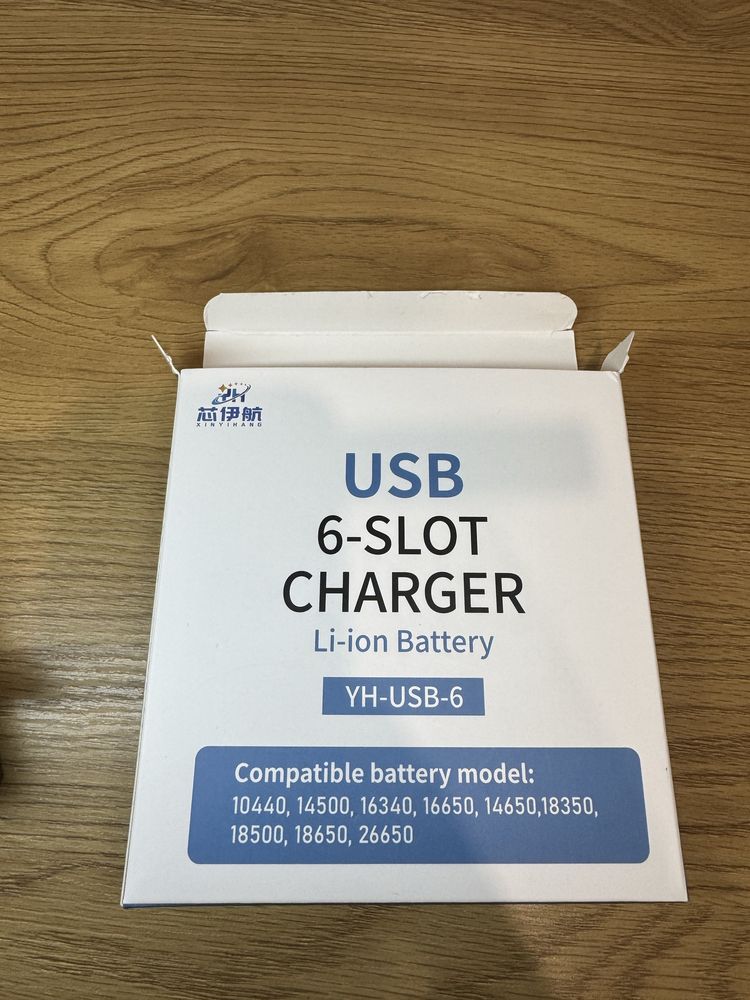 YH
芯伊航
XINYIHANG
USB
6-SLOT
CHARGER
Li-ion Battery
YH-USB-6
Compatible battery model:
10440, 14500, 16340, 16650, 14650,18350,
18500, 18650, 26650